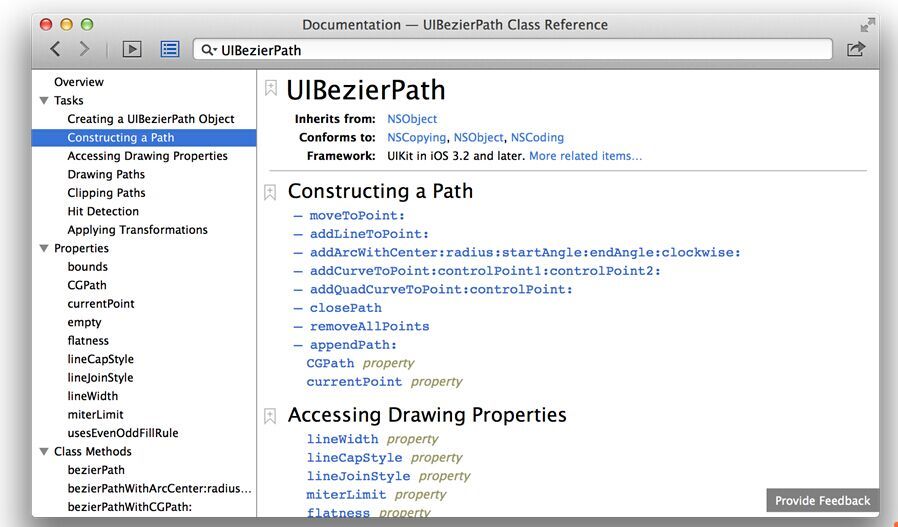 Documentation — UIBezierPath Class Reference
UIBezierPath
Overview
Tasks
Creating a UIBezierPath Object
Constructing a Path
Accessing Drawing Properties
Drawing Paths
Clipping Paths
Hit Detection
Applying Transformations
Properties
bounds
CGPath
currentPoint
empty
flatness
lineCapStyle
lineJoinStyle
lineWidth
miterLimit
usesEvenOddFillRule
Class Methods
bezierPath
bezierPathWithArcCenter:radius...
bezierPathWithCGPath:
UIBezierPath
Inherits from: NSObject
Conforms to: NSCopying, NSObject, NSCoding
Framework: UIKit in iOS 3.2 and later. More related items...
Constructing a Path
– moveToPoint:
– addLineToPoint:
– addArcWithCenter:radius:startAngle:endAngle:clockwise:
– addCurveToPoint:controlPoint1:controlPoint2:
– addQuadCurveToPoint:controlPoint:
– closePath
– removeAllPoints
– appendPath:
CGPath property
currentPoint property
Accessing Drawing Properties
lineWidth property
lineCapStyle property
lineJoinStyle property
miterLimit property
flatness property
Provide Feedback